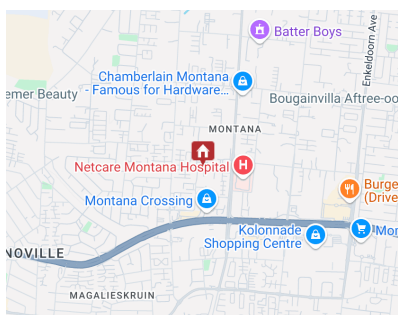 Batter Boys
Enkeldoorn Ave
Chamberlain Montana
- Famous for Hardware...
emer Beauty
Bougainvilla Aftree-oo
MONTANA
Netcare Montana Hospital
H
Burge
(Drive
Montana Crossing
Kolonnade
Shopping Centre
Mon
NOVILLE
MAGALIESKRUIN